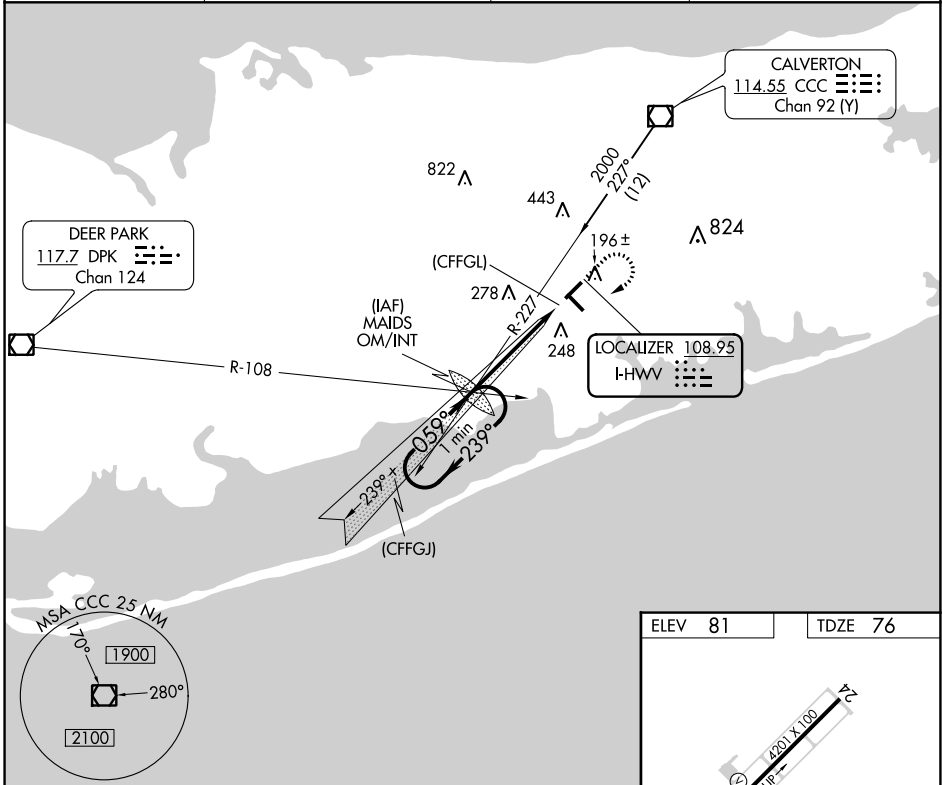 CALVERTON
114.55 CCC
Chan 92 (Y)
2000
227°
(12)
822
443
824
196 ±
DEER PARK
117.7 DPK
Chan 124
(CFFGL)
278
R-227
(IAF)
MAIDS
OM/INT
248
LOCALIZER 108.95
I-HWV
R-108
059°
1 min
239°
239°
(CFFGJ)
MSA CCC 25 NM
170°
1900
280°
2100
ELEV 81
TDZE 76
24
4201 X 100
UP
V